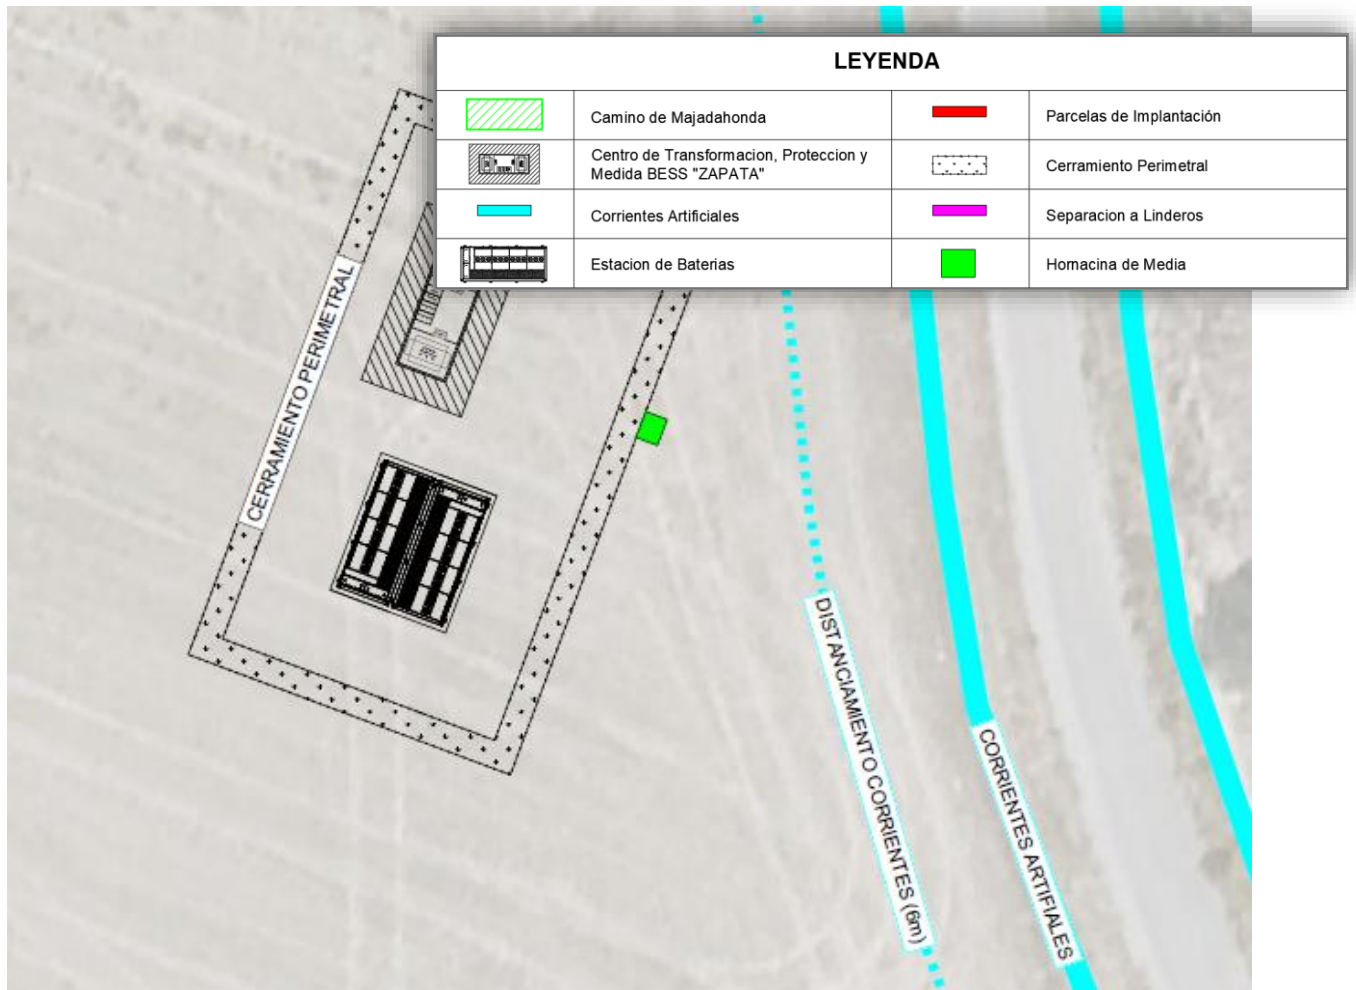 LEYENDA
Camino de Majadahonda
Parcelas de Implantación
Centro de Transformacion, Proteccion y
Medida BESS "ZAPATA"
Cerramiento Perimetral
Corrientes Artificiales
Separacion a Linderos
Estacion de Baterias
Hornacina de Media
CERRAMIENTO PERIMETRAL
DISTANCIAMIENTO CORRIENTES (6m)
CORRIENTES ARTIFIALES